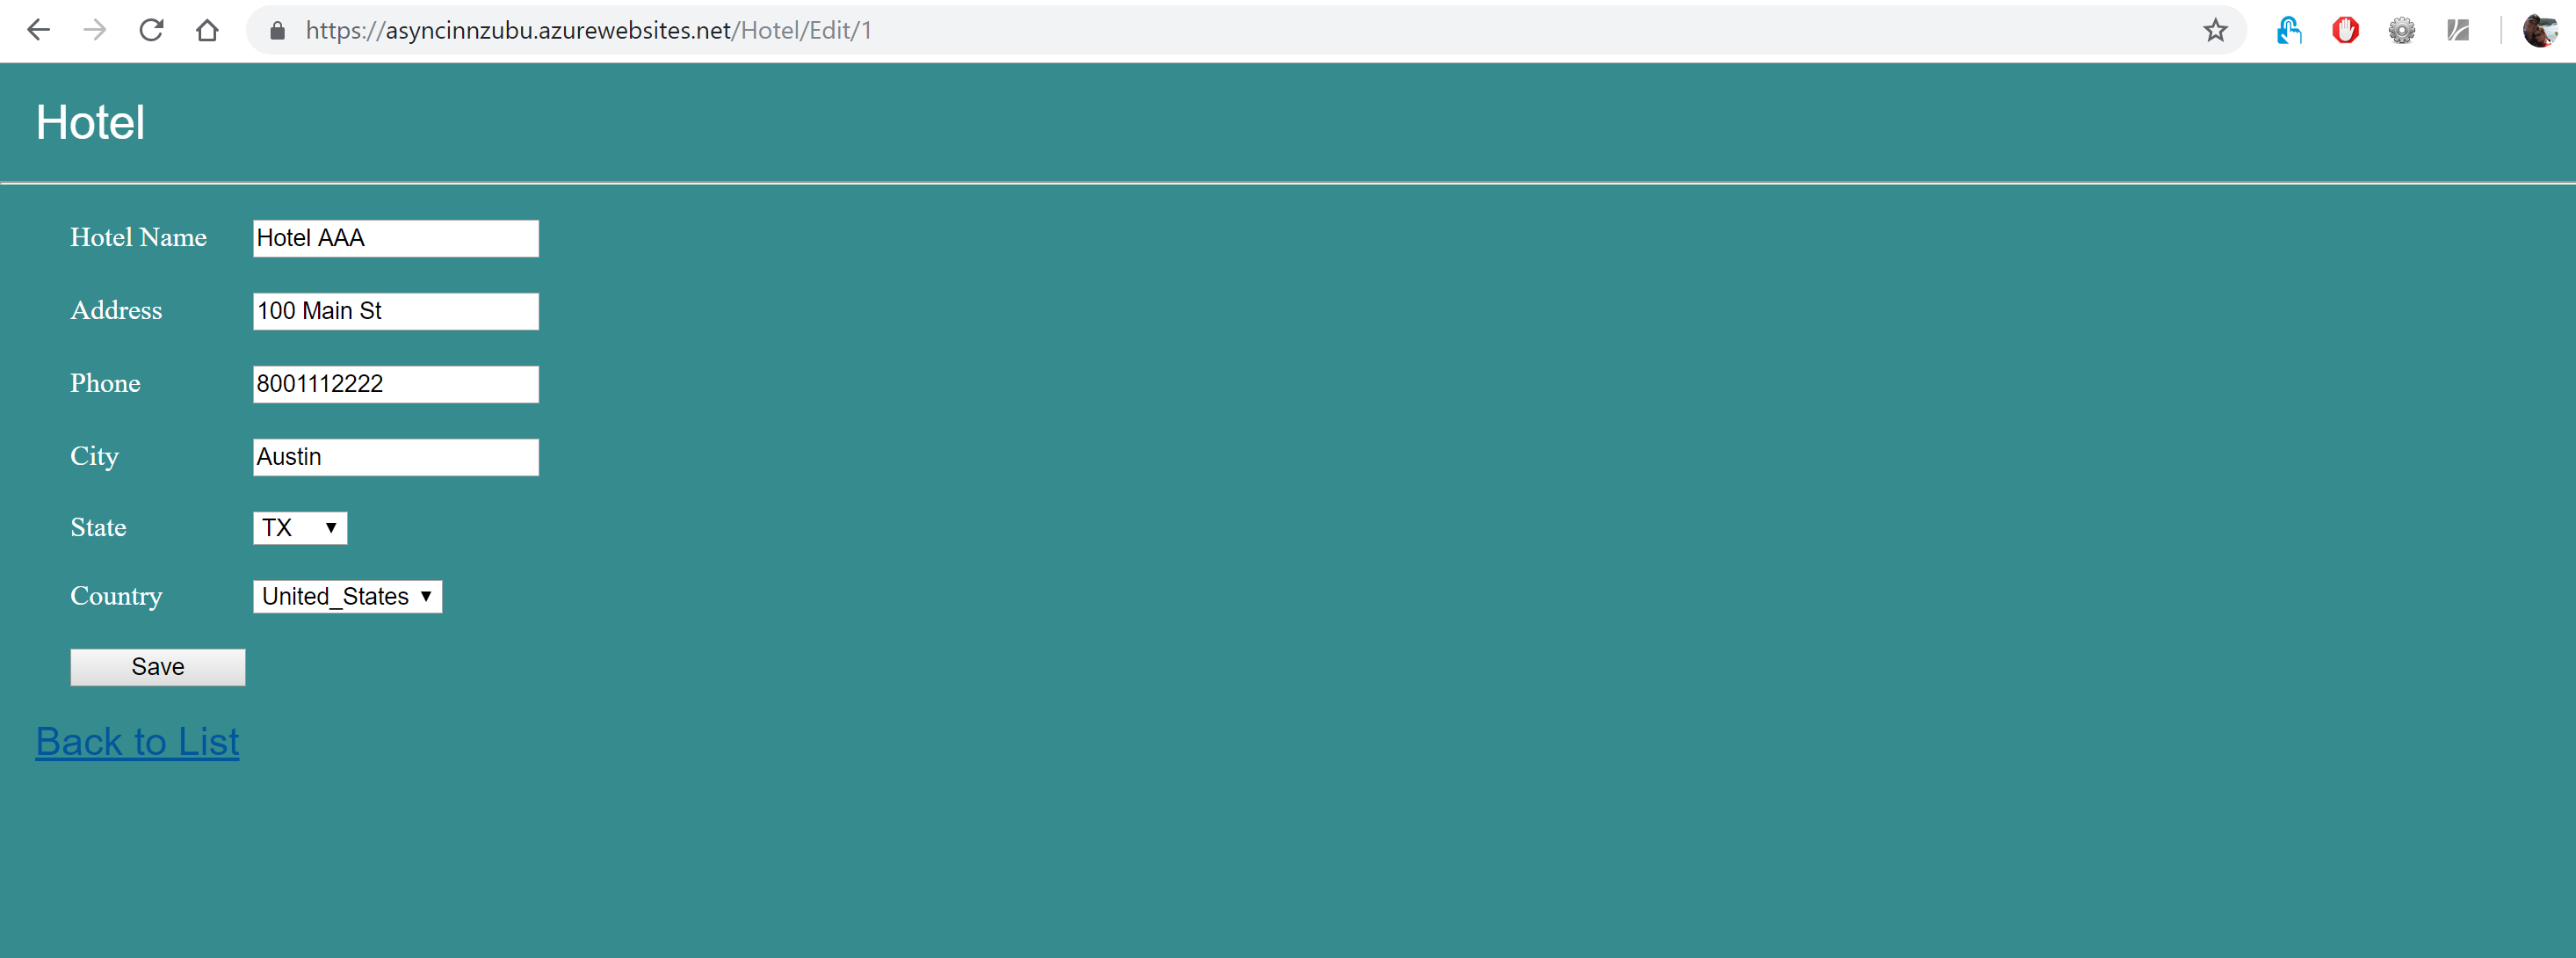 https://asyncinnzubu.azurewebsites.net/Hotel/Edit/1
Hotel
Hotel Name Hotel AAA
Address 100 Main St
Phone 8001112222
City Austin
State TX
Country United_States
Save
Back to List